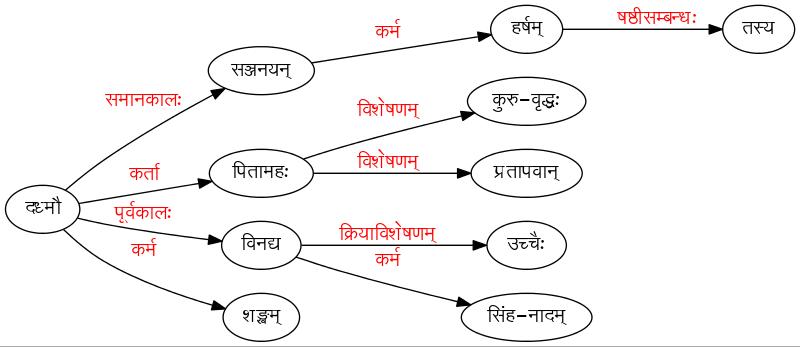 दध्मौ
समानकालः
सञ्जनयन्
कर्म
हर्षम्
षष्ठीसम्बन्धः
तस्य
कर्ता
पितामहः
विशेषणम्
कुरु-वृद्धः
विशेषणम्
प्रतापवान्
पूर्वकालः
विनद्य
क्रियाविशेषणम्
उच्चैः
कर्म
सिंह-नादम्
कर्म
शङ्खम्